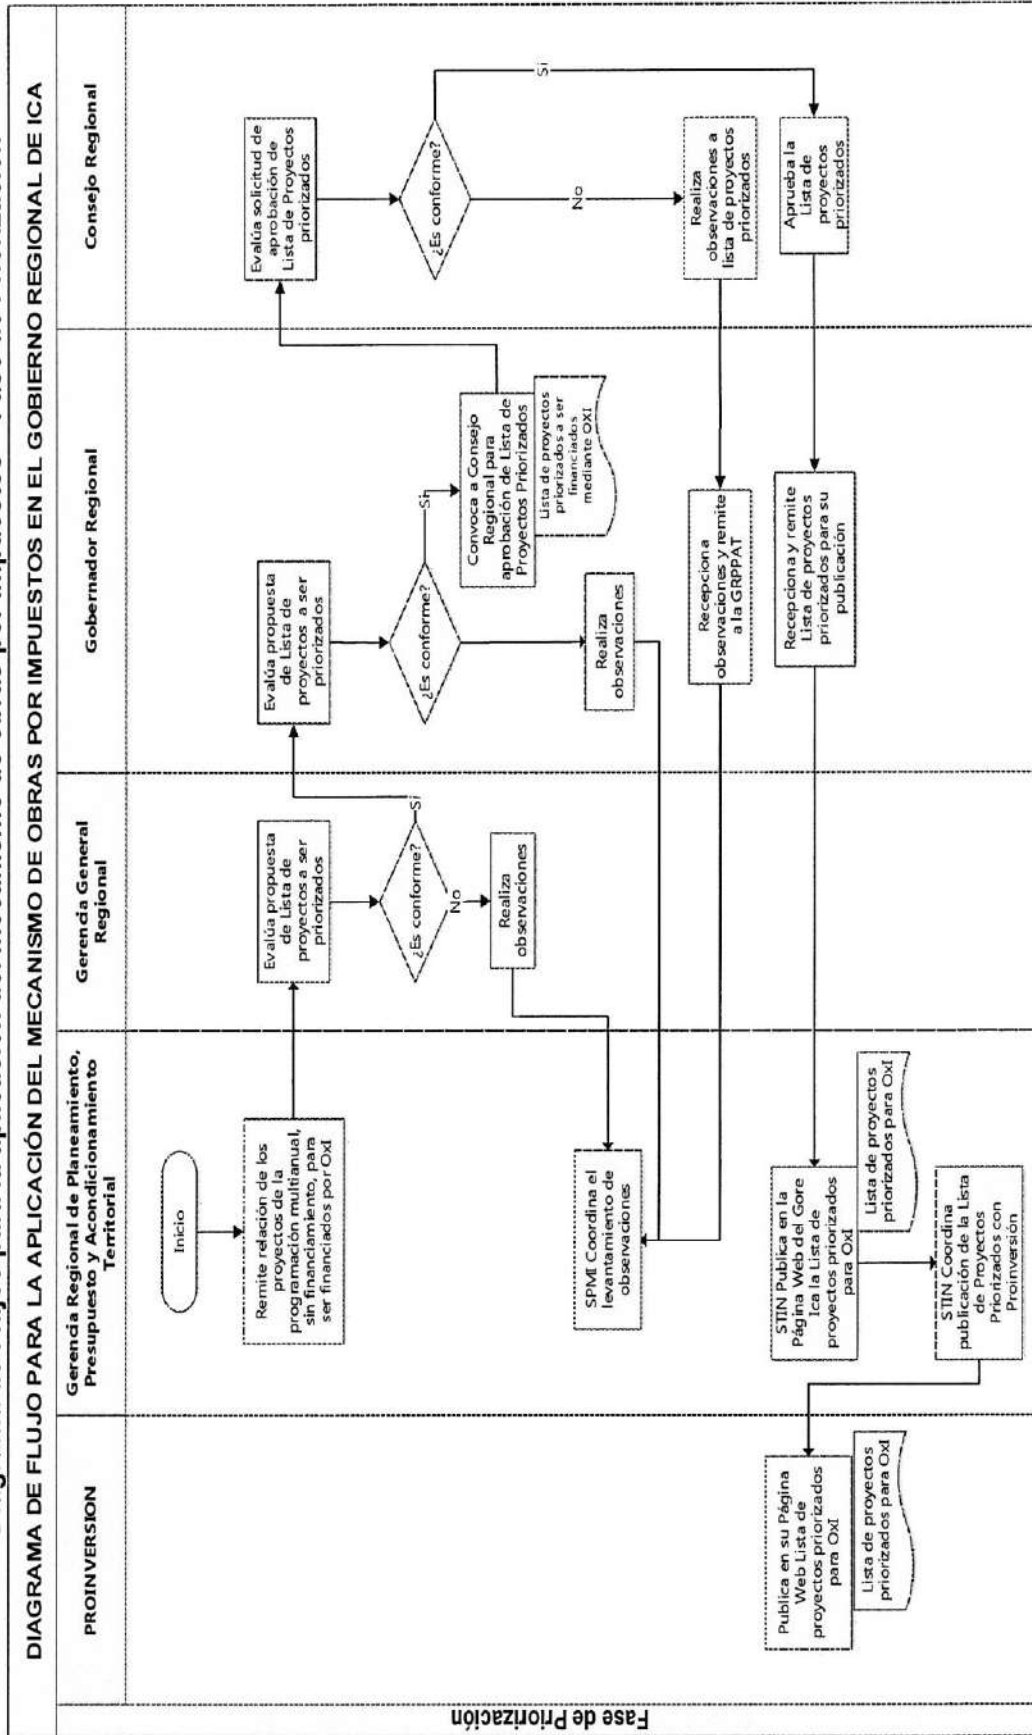 DIAGRAMA DE FLUJO PARA LA APLICACIÓN DEL MECANISMO DE OBRAS POR IMPUESTOS EN EL GOBIERNO REGIONAL DE ICA
PROINVERSION
Gerencia Regional de Planeamiento,
Presupuesto y Acondicionamiento
Territorial
Gerencia General
Regional
Gobernador Regional
Consejo Regional
Fase de Priorización
Inicio
Remite relación de los
proyectos de la
programación multianual,
sin financiamiento, para
ser financiados por OxI
Evalúa propuesta
de Lista de
proyectos a ser
priorizados
¿Es conforme?
Si
No
Realiza
observaciones
SPMI Coordina el
levantamiento de
observaciones
Evalúa propuesta
de Lista de
proyectos a ser
priorizados
¿Es conforme?
Si
Convoca a Consejo
Regional para
aprobación de Lista de
Proyectos Priorizados
Lista de proyectos
priorizados a ser
financiados
mediante OXI
Realiza
observaciones
Evalúa solicitud de
aprobación de
Lista de Proyectos
priorizados
¿Es conforme?
Si
No
Realiza
observaciones a
lista de proyectos
priorizados
Recepciona
observaciones y remite
a la GRPPAT
Aprueba la
Lista de
proyectos
priorizados
Recepciona y remite
Lista de proyectos
priorizados para su
publicación
STIN Publica en la
Página Web del Gore
Ica la Lista de
proyectos priorizados
para OxI
Lista de proyectos
priorizados para OxI
STIN Coordina
publicación de la Lista
de Proyectos
Priorizados con
Proinversión
Publica en su Página
Web Lista de
proyectos priorizados
para OxI
Lista de proyectos
priorizados para OxI